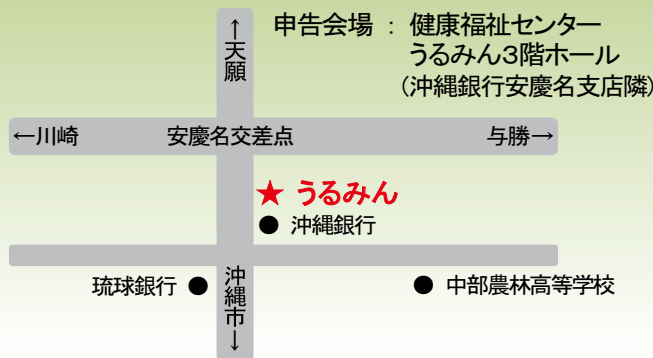 申告会場 : 健康福祉センター
うるみん3階ホール
(沖縄銀行安慶名支店隣)
↑天願
←川崎
安慶名交差点
与勝→
★ うるみん
● 沖縄銀行
琉球銀行 ●
沖縄市↓
● 中部農林高等学校